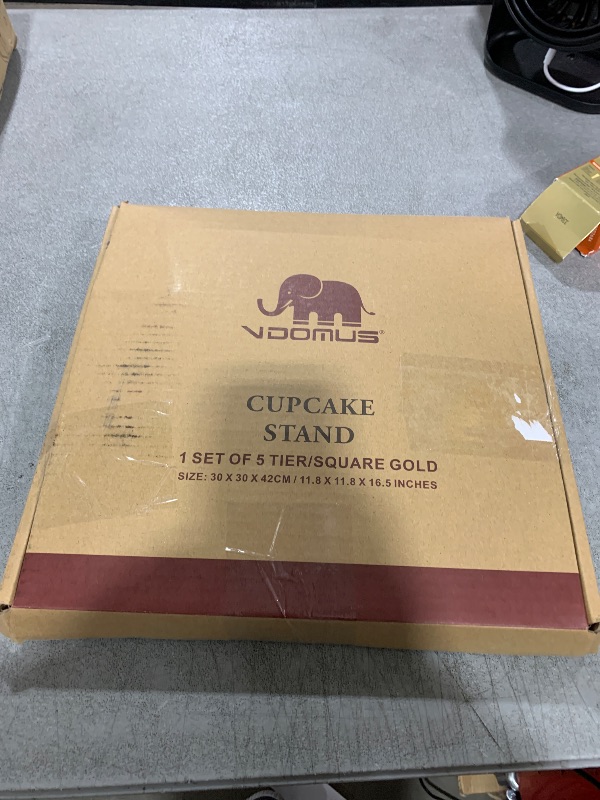 VDOMUS®
CUPCAKE
STAND
1 SET OF 5 TIER/SQUARE GOLD
SIZE: 30 X 30 X 42CM / 11.8 X 11.8 X 16.5 INCHES